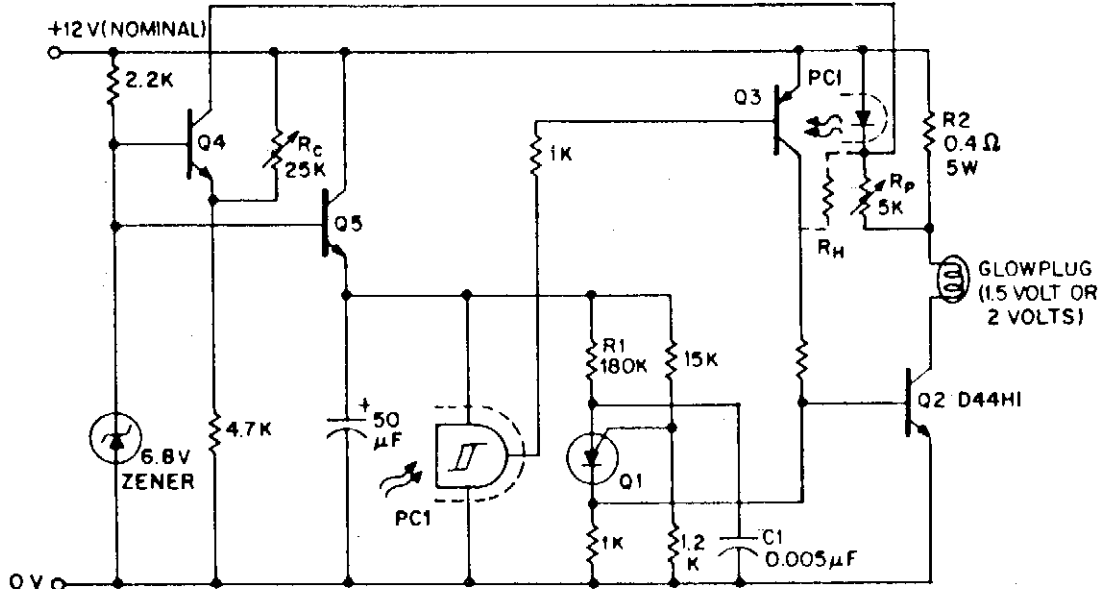 +12 V(NOMINAL)
2.2K
Q4
Rc
25K
Q5
1K
Q3
PC1
R2
0.4 Ω
5W
Rp
5K
RH
GLOWPLUG
(1.5 VOLT OR
2 VOLTS)
R1
180K
15K
+
50
μF
4.7K
6.8V
ZENER
PC1
Q1
Q2 D44H1
1K
1.2
K
C1
0.005μF
0 V